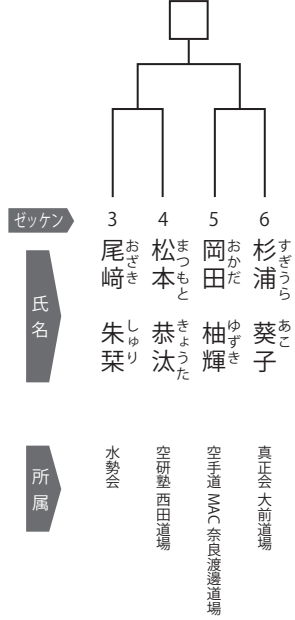 ゼッケン 3 4 5 6
氏名
尾﨑 朱栞
おざき しゅり
松本 恭汰
まつもと きょうた
岡田 柚輝
おかだ ゆずき
杉浦 葵子
すぎうら あこ
所属
水勢会
空研塾 西田道場
空手道 MAC 奈良渡邊道場
真正会 大前道場